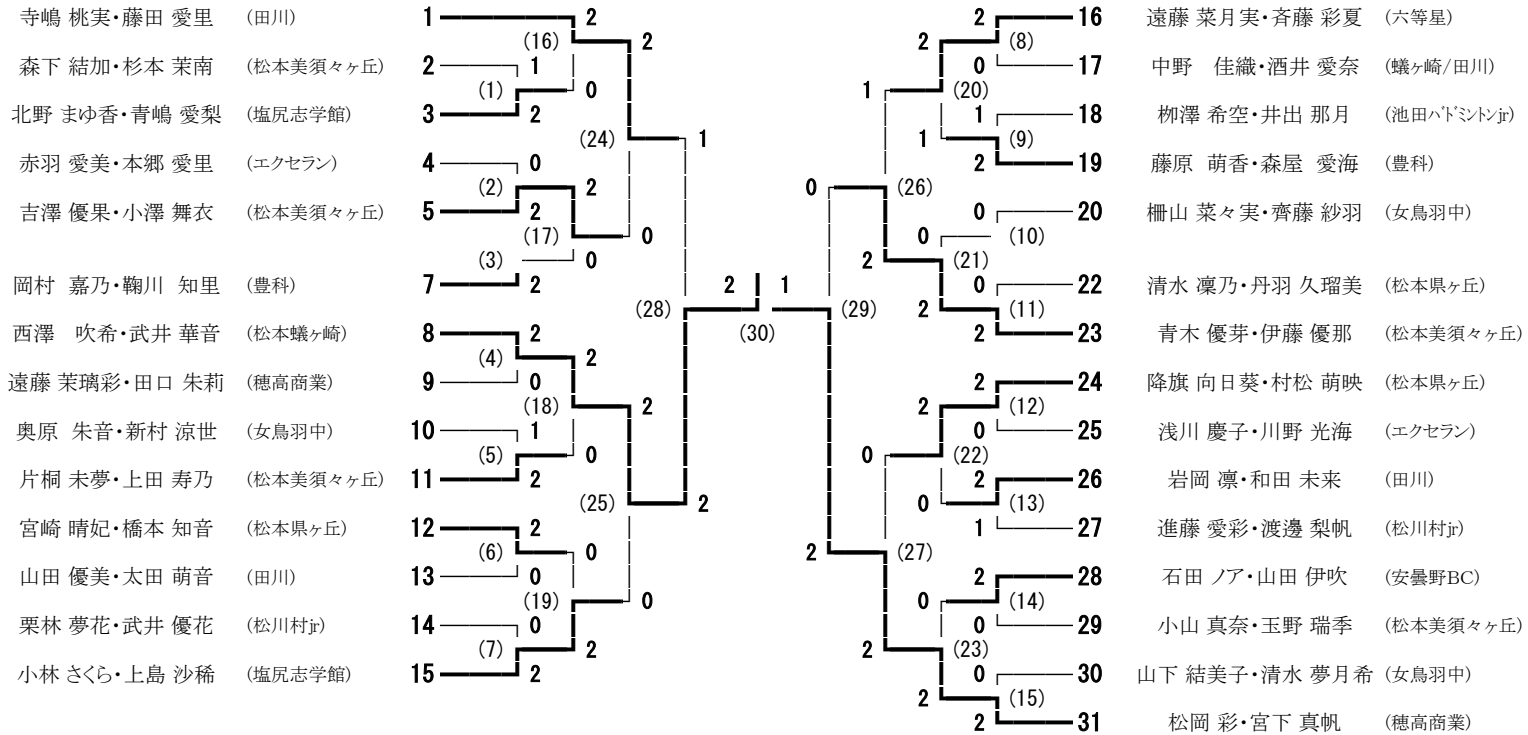 寺嶋 桃実・藤田 愛里 (田川) 1 2
(16) 2
森下 結加・杉本 茉南 (松本美須々ヶ丘) 2 1
(1) 0
北野 まゆ香・青嶋 愛梨 (塩尻志学館) 3 2
(24) 1
赤羽 愛美・本郷 愛里 (エクセラン) 4 0
(2) 2
吉澤 優果・小澤 舞衣 (松本美須々ヶ丘) 5 2
(17) 0
(3) 0
岡村 嘉乃・鞠川 知里 (豊科) 7 2
(28)
西澤 吹希・武井 華音 (松本蟻ヶ崎) 8 2
(4) 2
遠藤 茉璃彩・田口 朱莉 (穂高商業) 9 0
(18) 2
奥原 朱音・新村 涼世 (女鳥羽中) 10 1
(5) 0
片桐 未夢・上田 寿乃 (松本美須々ヶ丘) 11 2
(25) 2
宮崎 晴妃・橋本 知音 (松本県ヶ丘) 12 2
(6) 0
山田 優美・太田 萌音 (田川) 13 0
(19) 0
栗林 夢花・武井 優花 (松川村jr) 14 0
(7) 2
小林 さくら・上島 沙稀 (塩尻志学館) 15 2
2 1
(30)
2 16 遠藤 菜月実・斉藤 彩夏 (六等星)
2 (8)
0 17 中野 佳織・酒井 愛奈 (蟻ヶ崎/田川)
1 (20)
1 18 栁澤 希空・井出 那月 (池田バドミントンjr)
1 (9)
2 19 藤原 萌香・森屋 愛海 (豊科)
0 (26)
0 20 柵山 菜々実・齊藤 紗羽 (女鳥羽中)
0 (10)
2 (21)
0 22 清水 凜乃・丹羽 久瑠美 (松本県ヶ丘)
(29) 2 (11)
2 23 青木 優芽・伊藤 優那 (松本美須々ヶ丘)
2 24 降旗 向日葵・村松 萌映 (松本県ヶ丘)
2 (12)
0 25 浅川 慶子・川野 光海 (エクセラン)
0 (22)
2 26 岩岡 凛・和田 未来 (田川)
0 (13)
1 27 進藤 愛彩・渡邊 梨帆 (松川村jr)
2 (27)
2 28 石田 ノア・山田 伊吹 (安曇野BC)
0 (14)
0 29 小山 真奈・玉野 瑞季 (松本美須々ヶ丘)
2 (23)
0 30 山下 結美子・清水 夢月希 (女鳥羽中)
2 (15)
2 31 松岡 彩・宮下 真帆 (穂高商業)